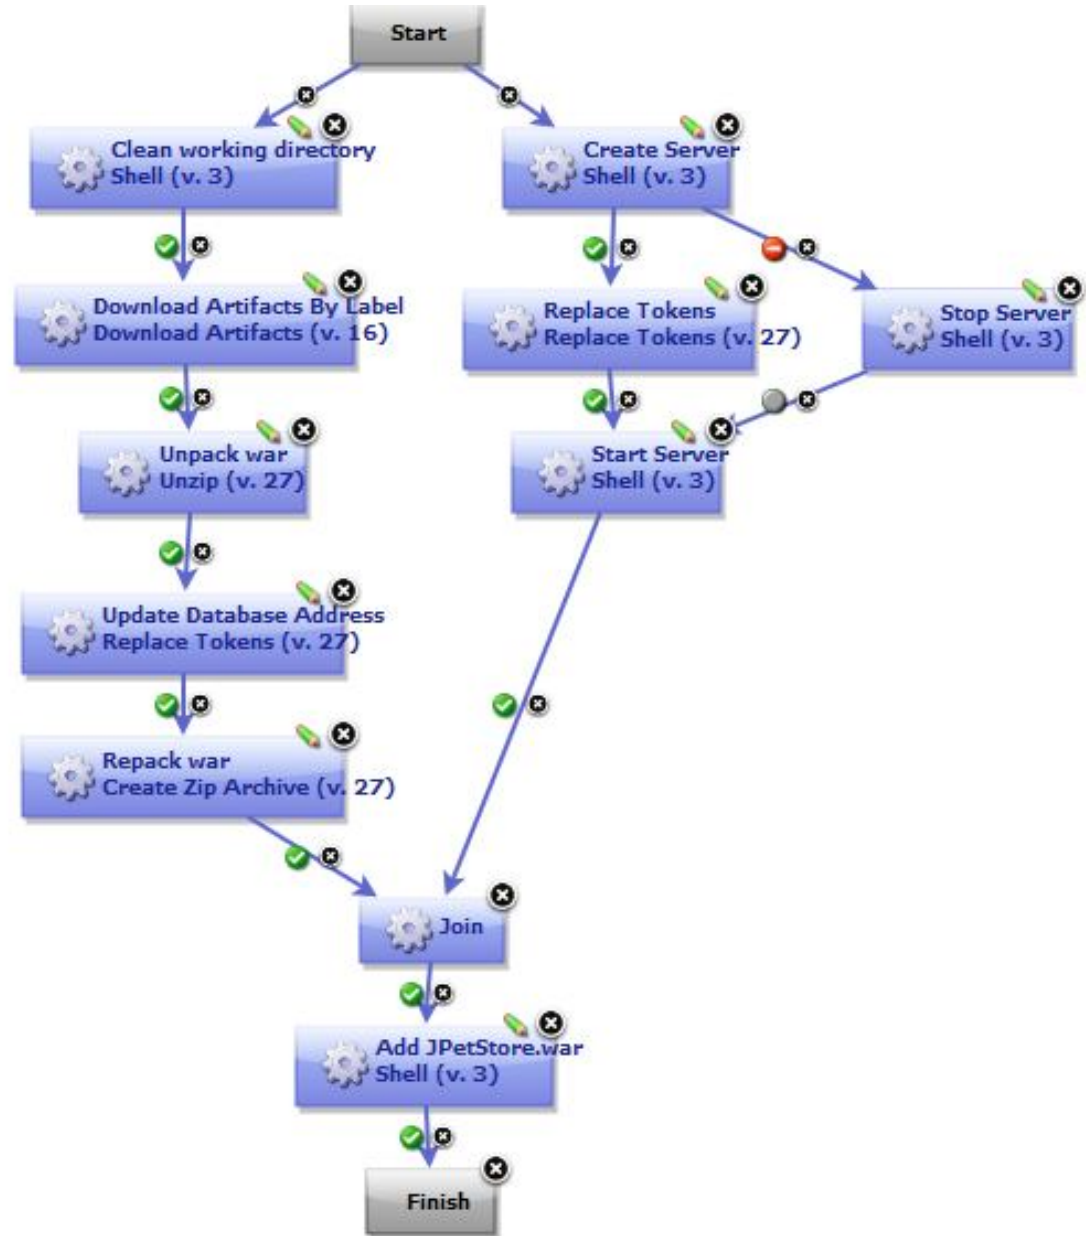 Start
Clean working directory
Shell (v. 3)
Create Server
Shell (v. 3)
Download Artifacts By Label
Download Artifacts (v. 16)
Replace Tokens
Replace Tokens (v. 27)
Stop Server
Shell (v. 3)
Unpack war
Unzip (v. 27)
Start Server
Shell (v. 3)
Update Database Address
Replace Tokens (v. 27)
Repack war
Create Zip Archive (v. 27)
Join
Add JPetStore.war
Shell (v. 3)
Finish